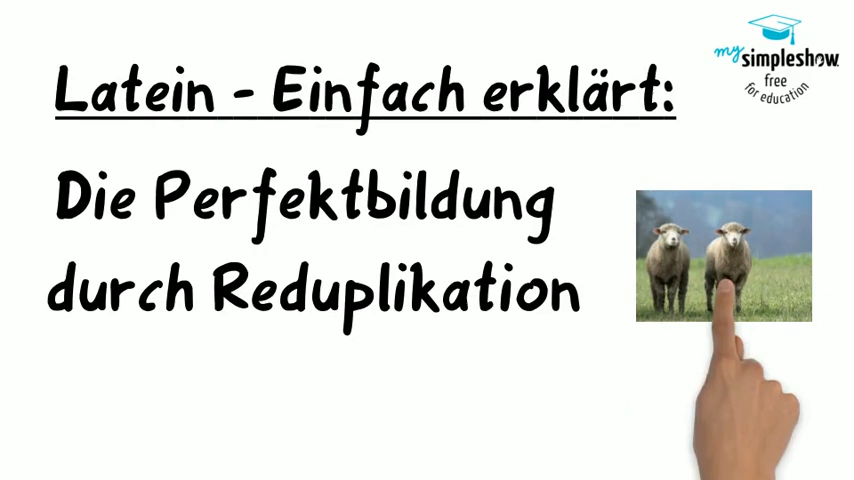 Latein - Einfach erklärt:
Die Perfektbildung
durch Reduplikation
my
simpleshow
free
for education